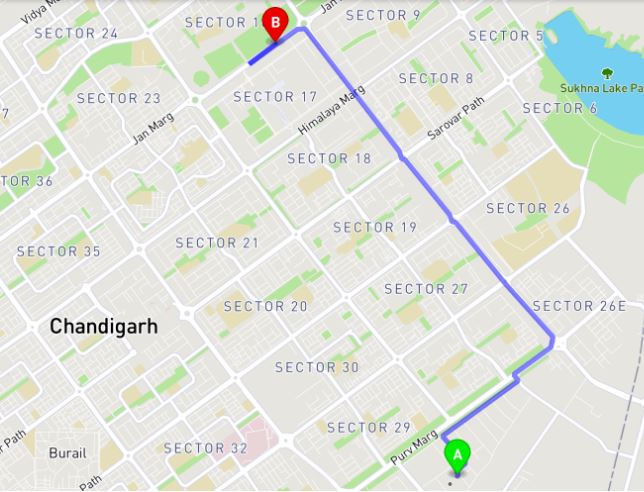 Vidya Ma
SECTOR 24
SECTOR 1
B
Jan
SECTOR 9
SECTOR 5
SECTOR 23
SECTOR 17
SECTOR 8
Sukhna Lake Pa
SECTOR 6
7
Jan Marg
Himalaya Marg
Sarovar Path
SECTOR 18
TOR 36
SECTOR 26
SECTOR 35
SECTOR 21
SECTOR 19
SECTOR 27
SECTOR 20
SECTOR 26E
Chandigarh
SECTOR 30
SECTOR 29
Purv Marg
A
Path
Burail
SECTOR 32
Path